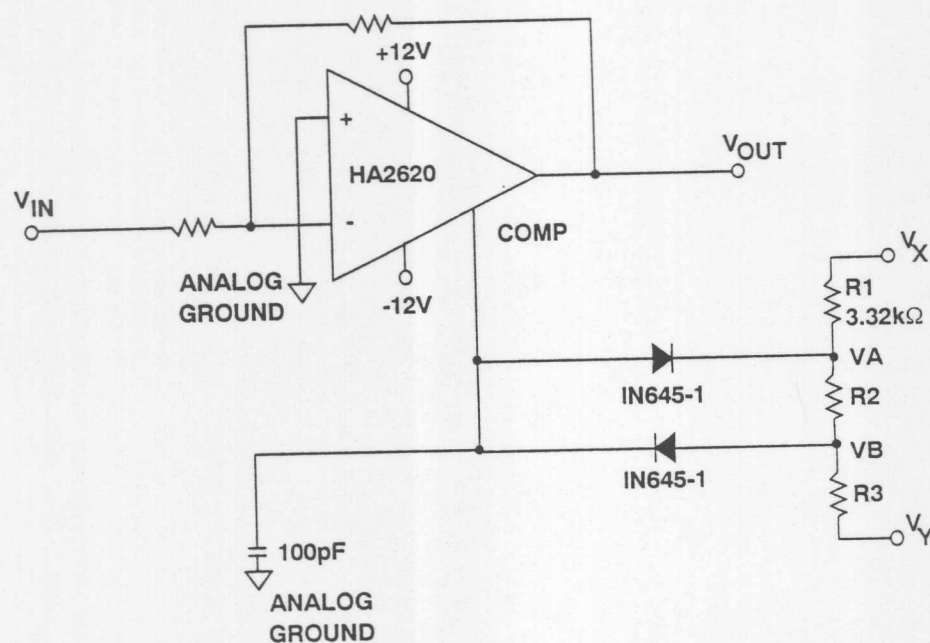 +12V
+
HA2620
-
-12V
VIN
ANALOG
GROUND
VOUT
COMP
VX
R1
3.32kΩ
VA
IN645-1
R2
VB
IN645-1
R3
VY
100pF
ANALOG
GROUND